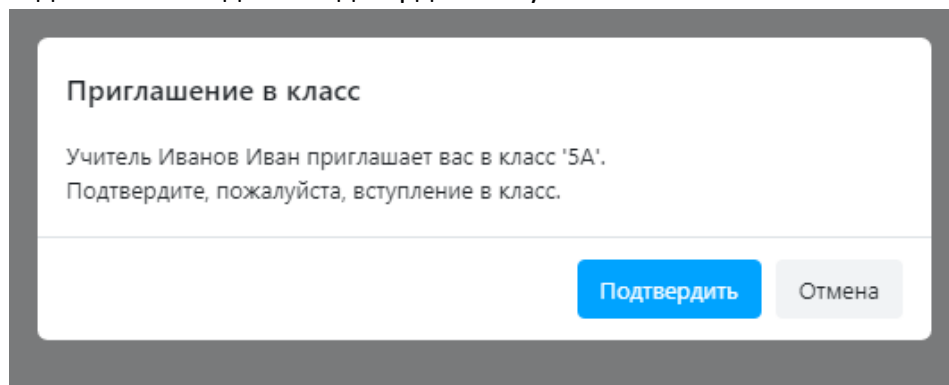 Приглашение в класс
Учитель Иванов Иван приглашает вас в класс '5А'.
Подтвердите, пожалуйста, вступление в класс.
Подтвердить Отмена